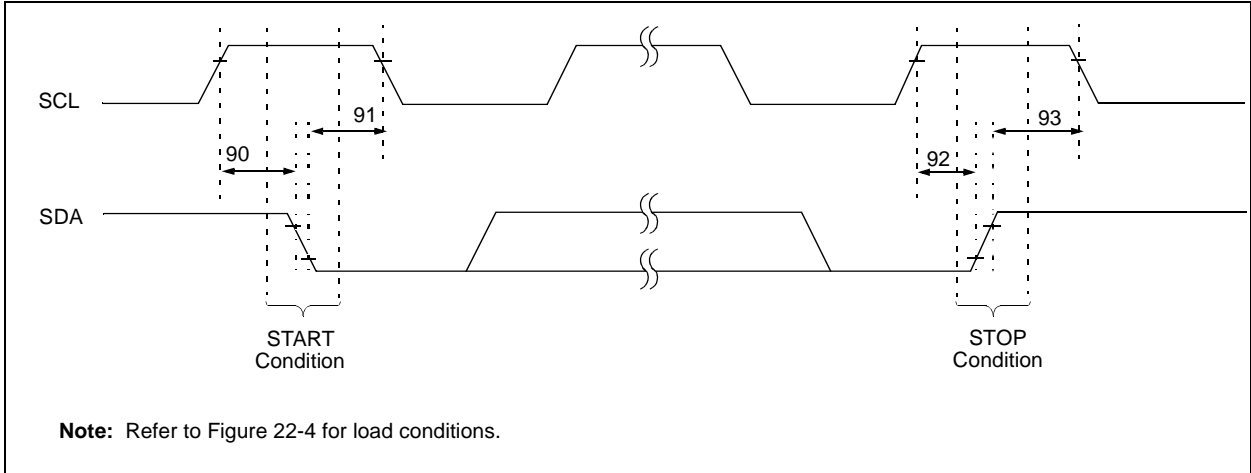 SCL
91
93
90
92
SDA
START
Condition
STOP
Condition
Note: Refer to Figure 22-4 for load conditions.